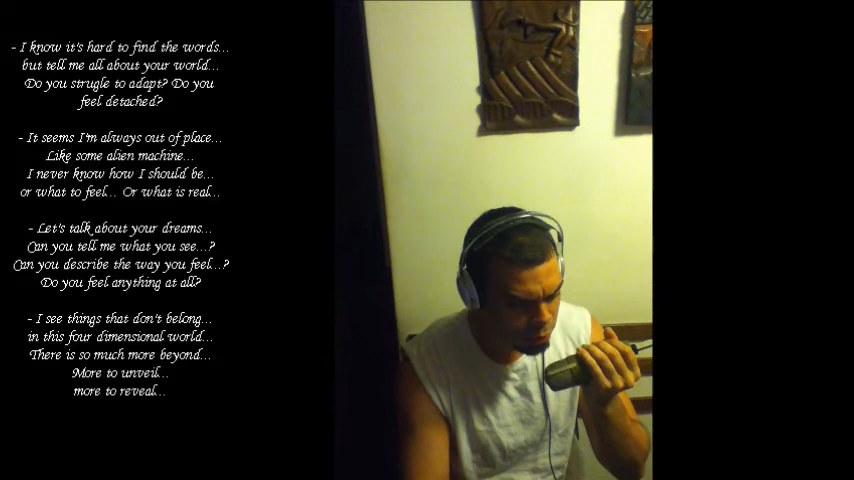 - I know it's hard to find the words...
but tell me all about your world...
Do you strugle to adapt? Do you
feel detached?
- It seems I'm always out of place...
Like some alien machine...
I never know how I should be...
or what to feel... Or what is real...
- Let's talk about your dreams...
Can you tell me what you see...?
Can you describe the way you feel...?
Do you feel anything at all?
- I see things that don't belong...
in this four dimensional world...
There is so much more beyond...
More to unveil...
more to reveal...